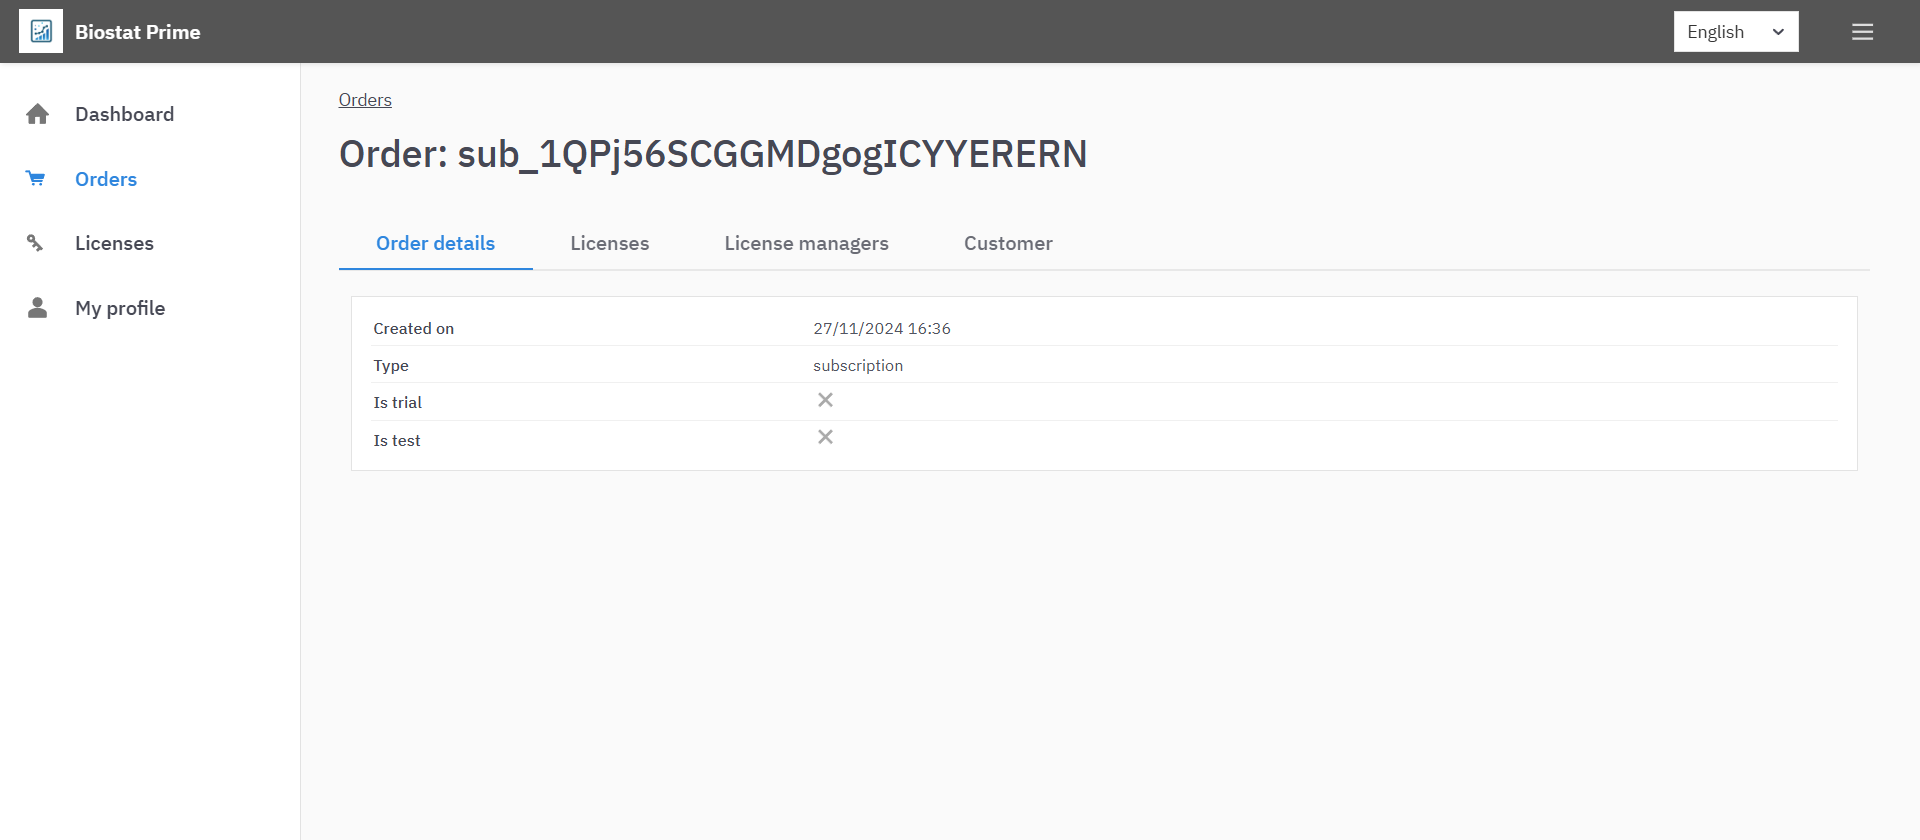 Biostat Prime
English
Dashboard
Orders
Licenses
My profile
Orders
Order: sub_1QPj56SCGGMDgogICYYERERN
Order details
Licenses
License managers
Customer
Created on 27/11/2024 16:36
Type subscription
Is trial
Is test